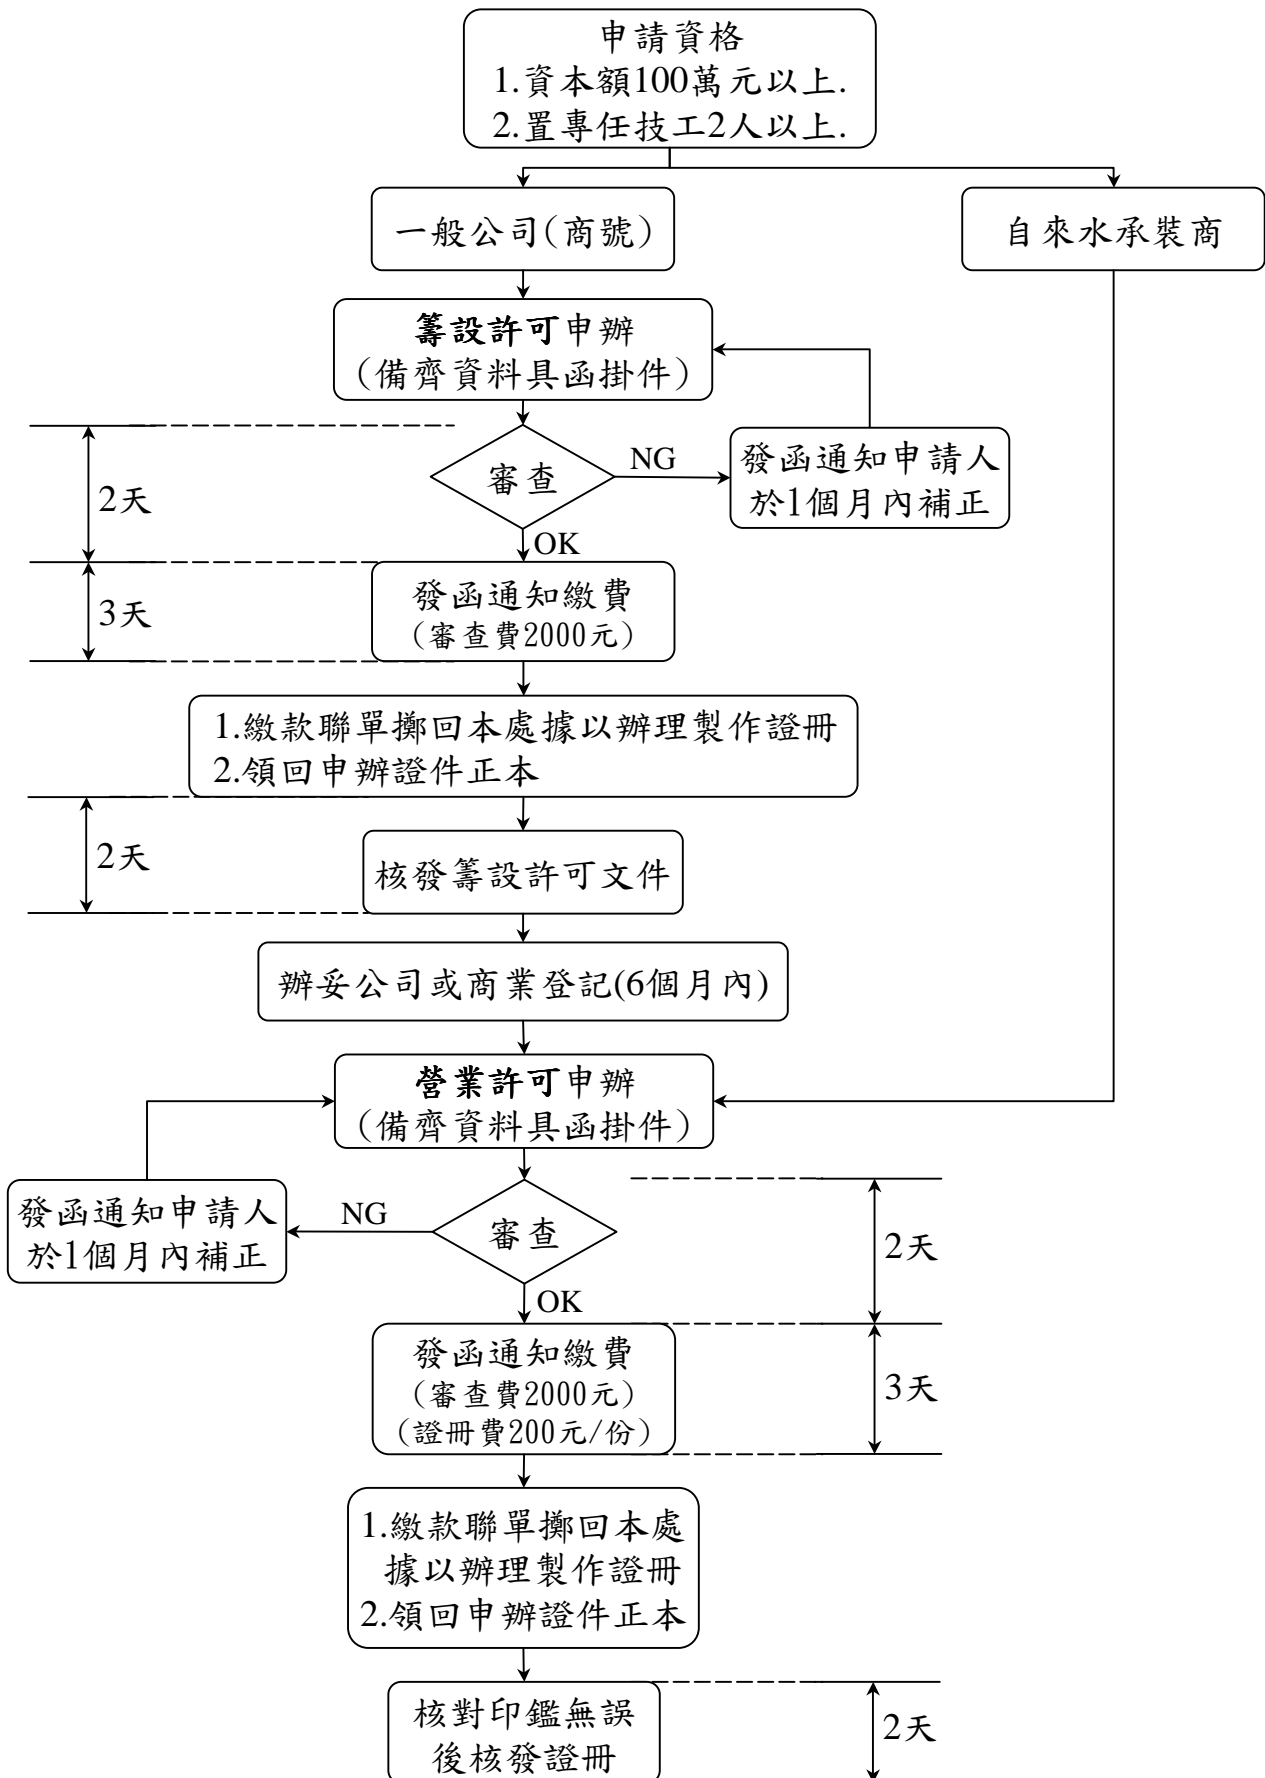 申請資格
1.資本額100萬元以上.
2.置專任技工2人以上.
一般公司(商號)
自來水承裝商
籌設許可申辦
(備齊資料具函掛件)
審查
NG
發函通知申請人
於1個月內補正
2天
OK
發函通知繳費
(審查費2000元)
3天
1.繳款聯單擲回本處據以辦理製作證冊
2.領回申辦證件正本
2天
核發籌設許可文件
辦妥公司或商業登記(6個月內)
營業許可申辦
(備齊資料具函掛件)
發函通知申請人
於1個月內補正
NG
審查
2天
OK
發函通知繳費
(審查費2000元)
(證冊費200元/份)
3天
1.繳款聯單擲回本處
據以辦理製作證冊
2.領回申辦證件正本
核對印鑑無誤
後核發證冊
2天